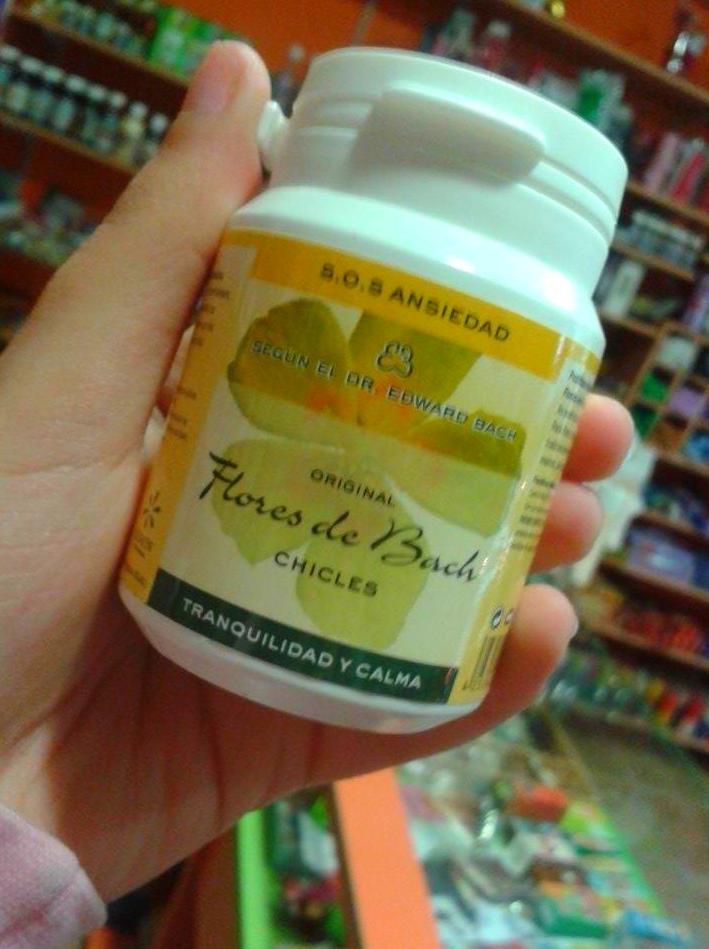 S.O.S ANSIEDAD
SEGÚN EL DR. EDWARD BACH
ORIGINAL
Flores de Bach
CHICLES
TRANQUILIDAD Y CALMA